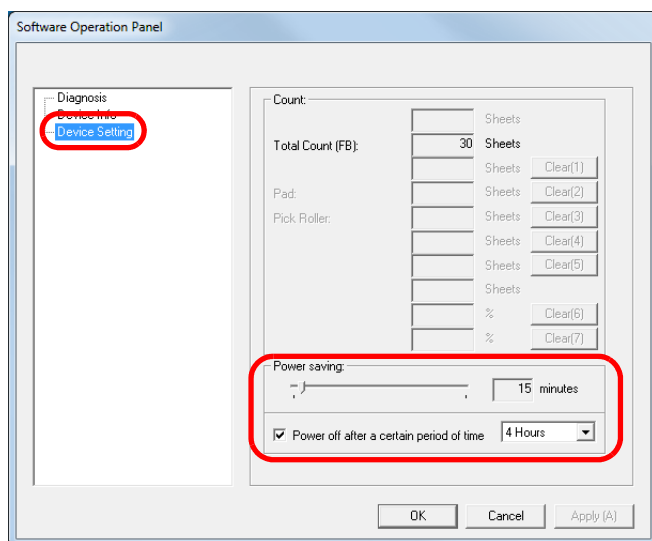 Software Operation Panel
Diagnosis
Device Info
Device Setting
Count:
Sheets
Total Count (FB): 30 Sheets
Sheets Clear(1)
Pad: Sheets Clear(2)
Pick Roller: Sheets Clear(3)
Sheets Clear(4)
Sheets Clear(5)
Sheets
% Clear(6)
% Clear(7)
Power saving:
15 minutes
Power off after a certain period of time 4 Hours
OK Cancel Apply (A)